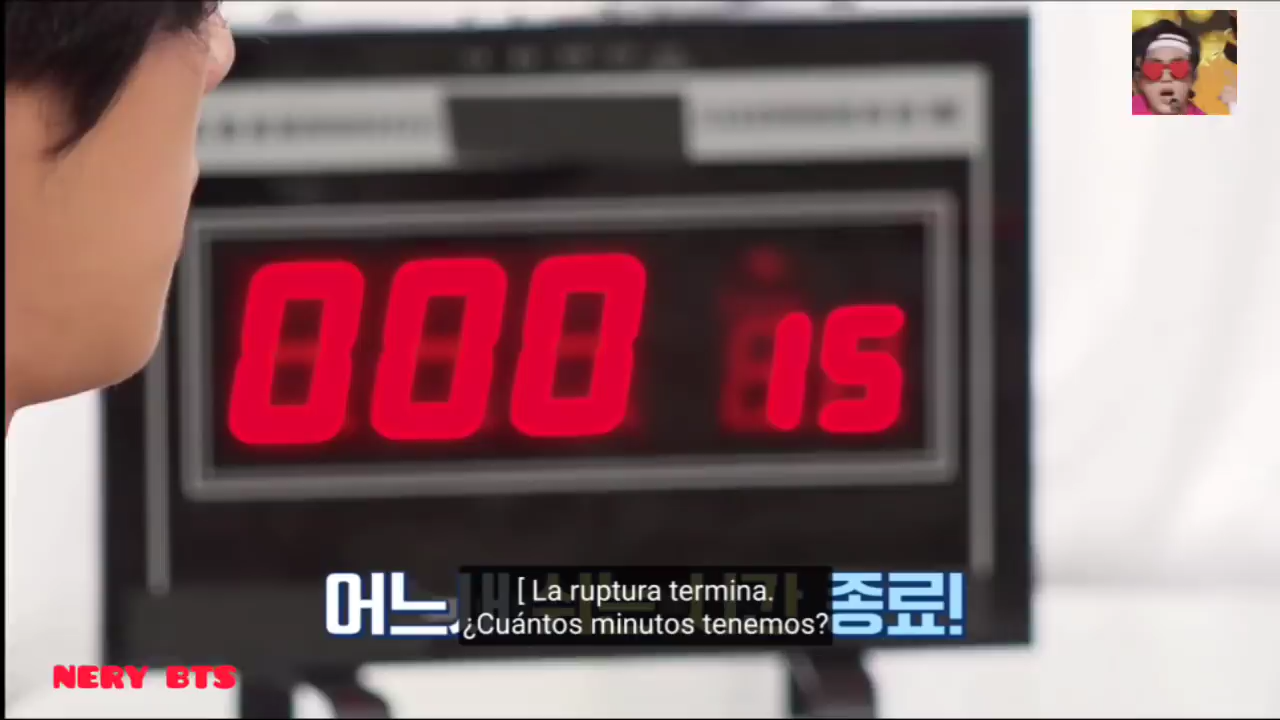 000 15
어느 종료!
[ La ruptura termina.
¿Cuántos minutos tenemos?
NERY BTS